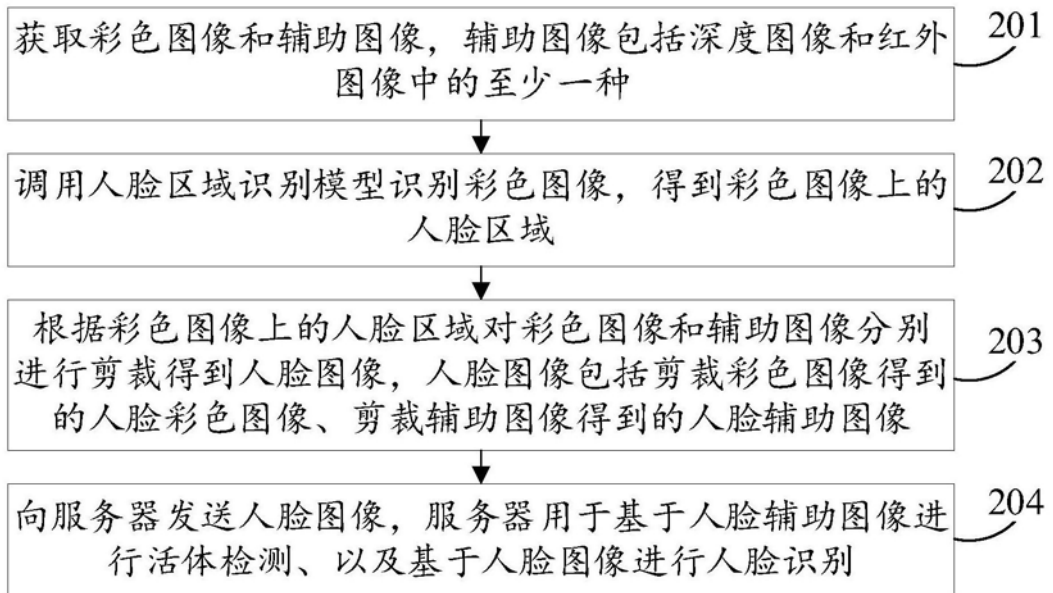 获取彩色图像和辅助图像，辅助图像包括深度图像和红外
图像中的至少一种
201
调用人脸区域识别模型识别彩色图像，得到彩色图像上的
人脸区域
202
根据彩色图像上的人脸区域对彩色图像和辅助图像分别
进行剪裁得到人脸图像，人脸图像包括剪裁彩色图像得到
的人脸彩色图像、剪裁辅助图像得到的人脸辅助图像
203
向服务器发送人脸图像，服务器用于基于人脸辅助图像进
行活体检测、以及基于人脸图像进行人脸识别
204